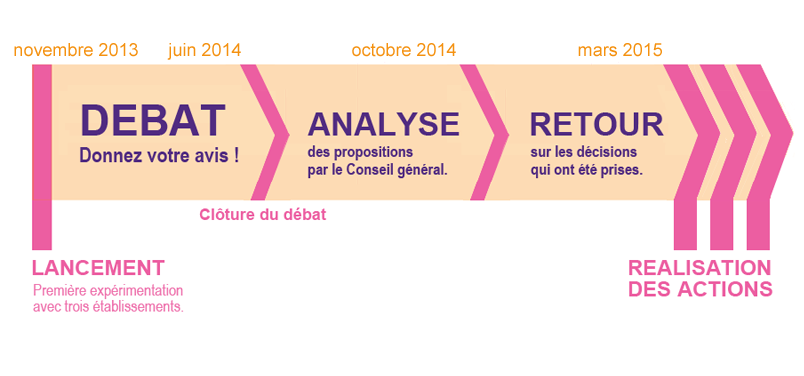 novembre 2013
juin 2014
octobre 2014
mars 2015
DEBAT
Donnez votre avis !
ANALYSE
des propositions
par le Conseil général.
RETOUR
sur les décisions
qui ont été prises.
Clôture du débat
LANCEMENT
Première expérimentation
avec trois établissements.
REALISATION
DES ACTIONS